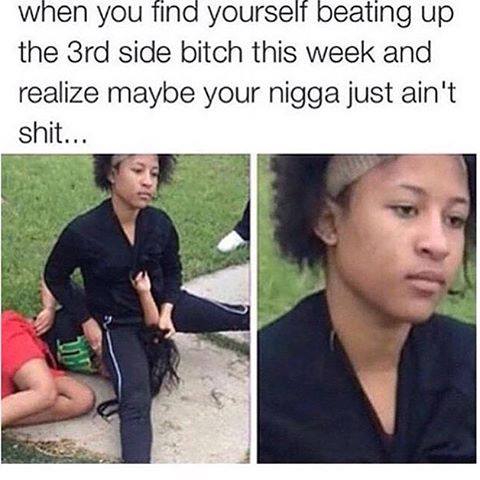 when you find yourself beating up
the 3rd side bitch this week and
realize maybe your nigga just ain't
shit...